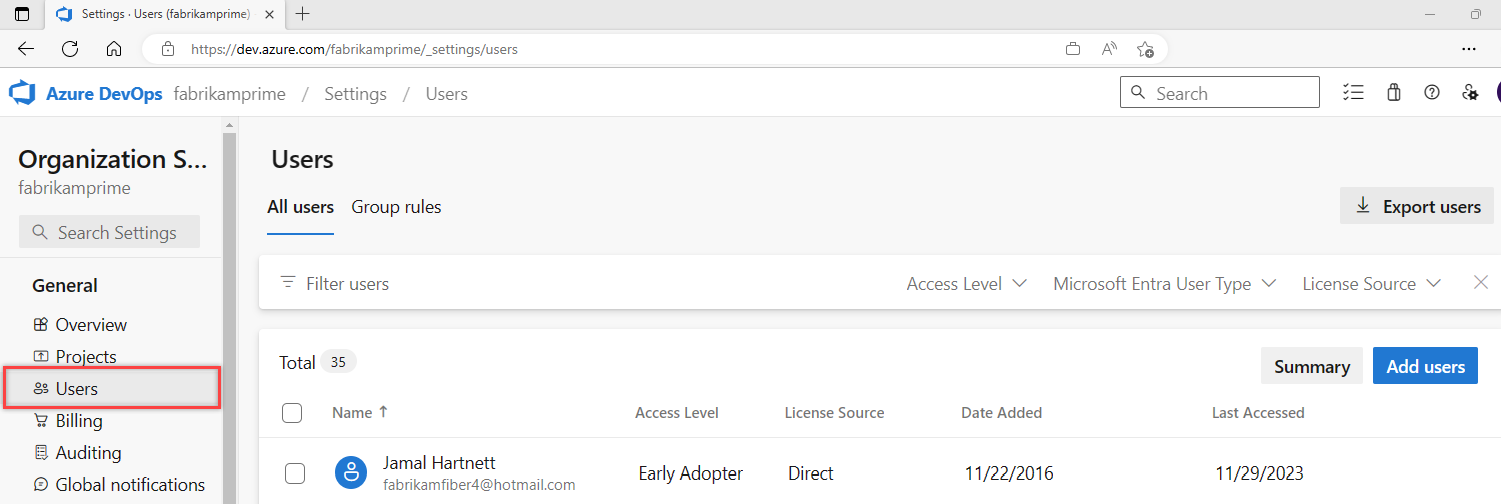 Settings · Users (fabrikamprime)
https://dev.azure.com/fabrikamprime/_settings/users
Azure DevOps fabrikamprime / Settings / Users
Search
Organization S...
fabrikamprime
Search Settings
General
Overview
Projects
Users
Billing
Auditing
Global notifications
Users
All users Group rules
Export users
Filter users Access Level Microsoft Entra User Type License Source
Total 35
Summary Add users
Name ↑ Access Level License Source Date Added Last Accessed
Jamal Hartnett Early Adopter Direct 11/22/2016 11/29/2023
fabrikamfiber4@hotmail.com